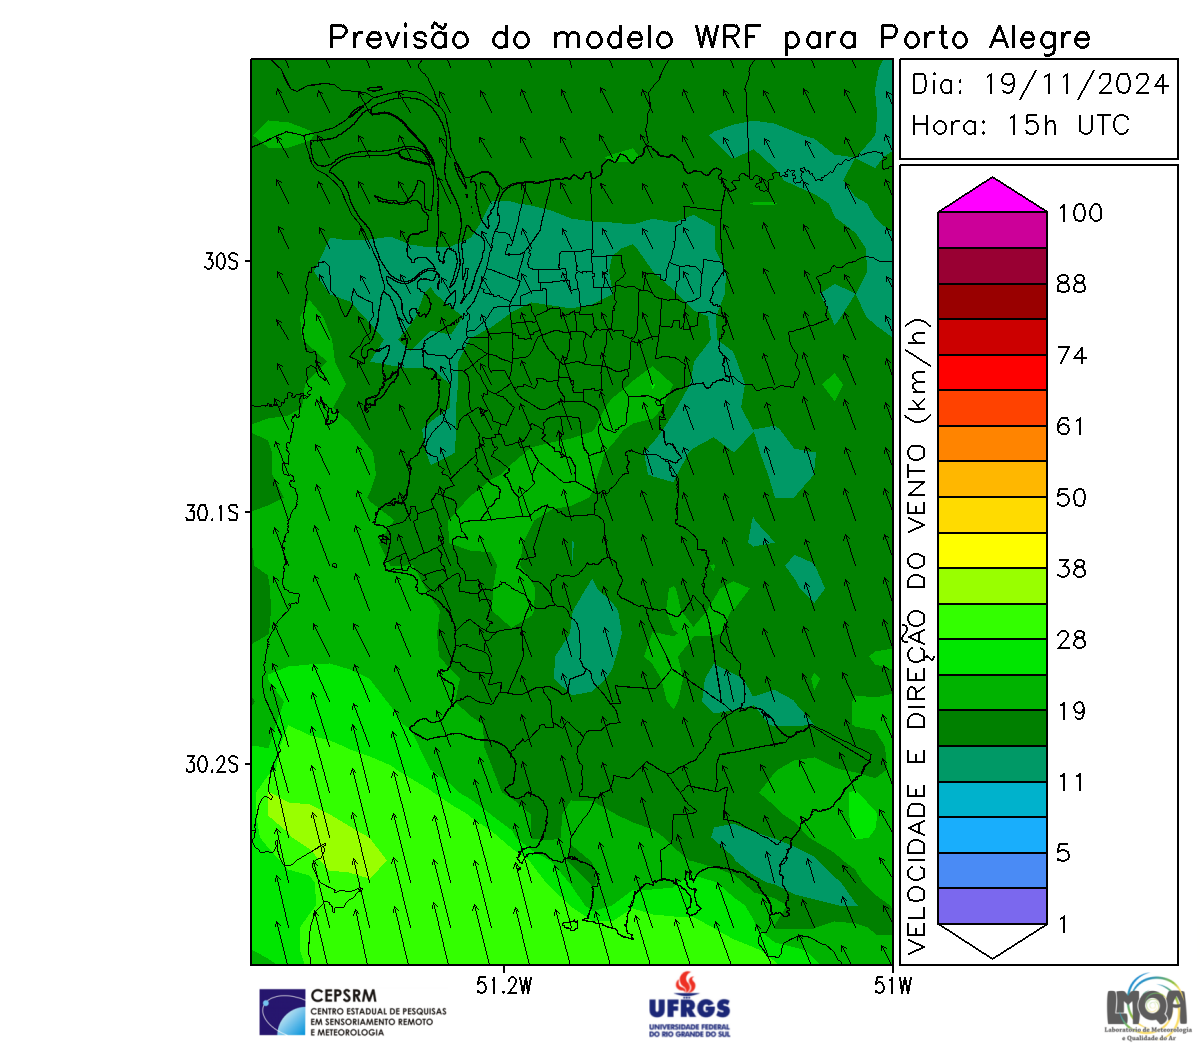 Previsão do modelo WRF para Porto Alegre
Dia: 19/11/2024
Hora: 15h UTC
VELOCIDADE E DIREÇÃO DO VENTO (km/h)
100
88
74
61
50
38
28
19
11
5
1
30S
30.1S
30.2S
51.2W
51W
CEPSRM
CENTRO ESTADUAL DE PESQUISAS
EM SENSORIAMENTO REMOTO
E METEOROLOGIA
UFRGS
UNIVERSIDADE FEDERAL
DO RIO GRANDE DO SUL
LMQA
Laboratório de Meteorologia
e Qualidade do Ar